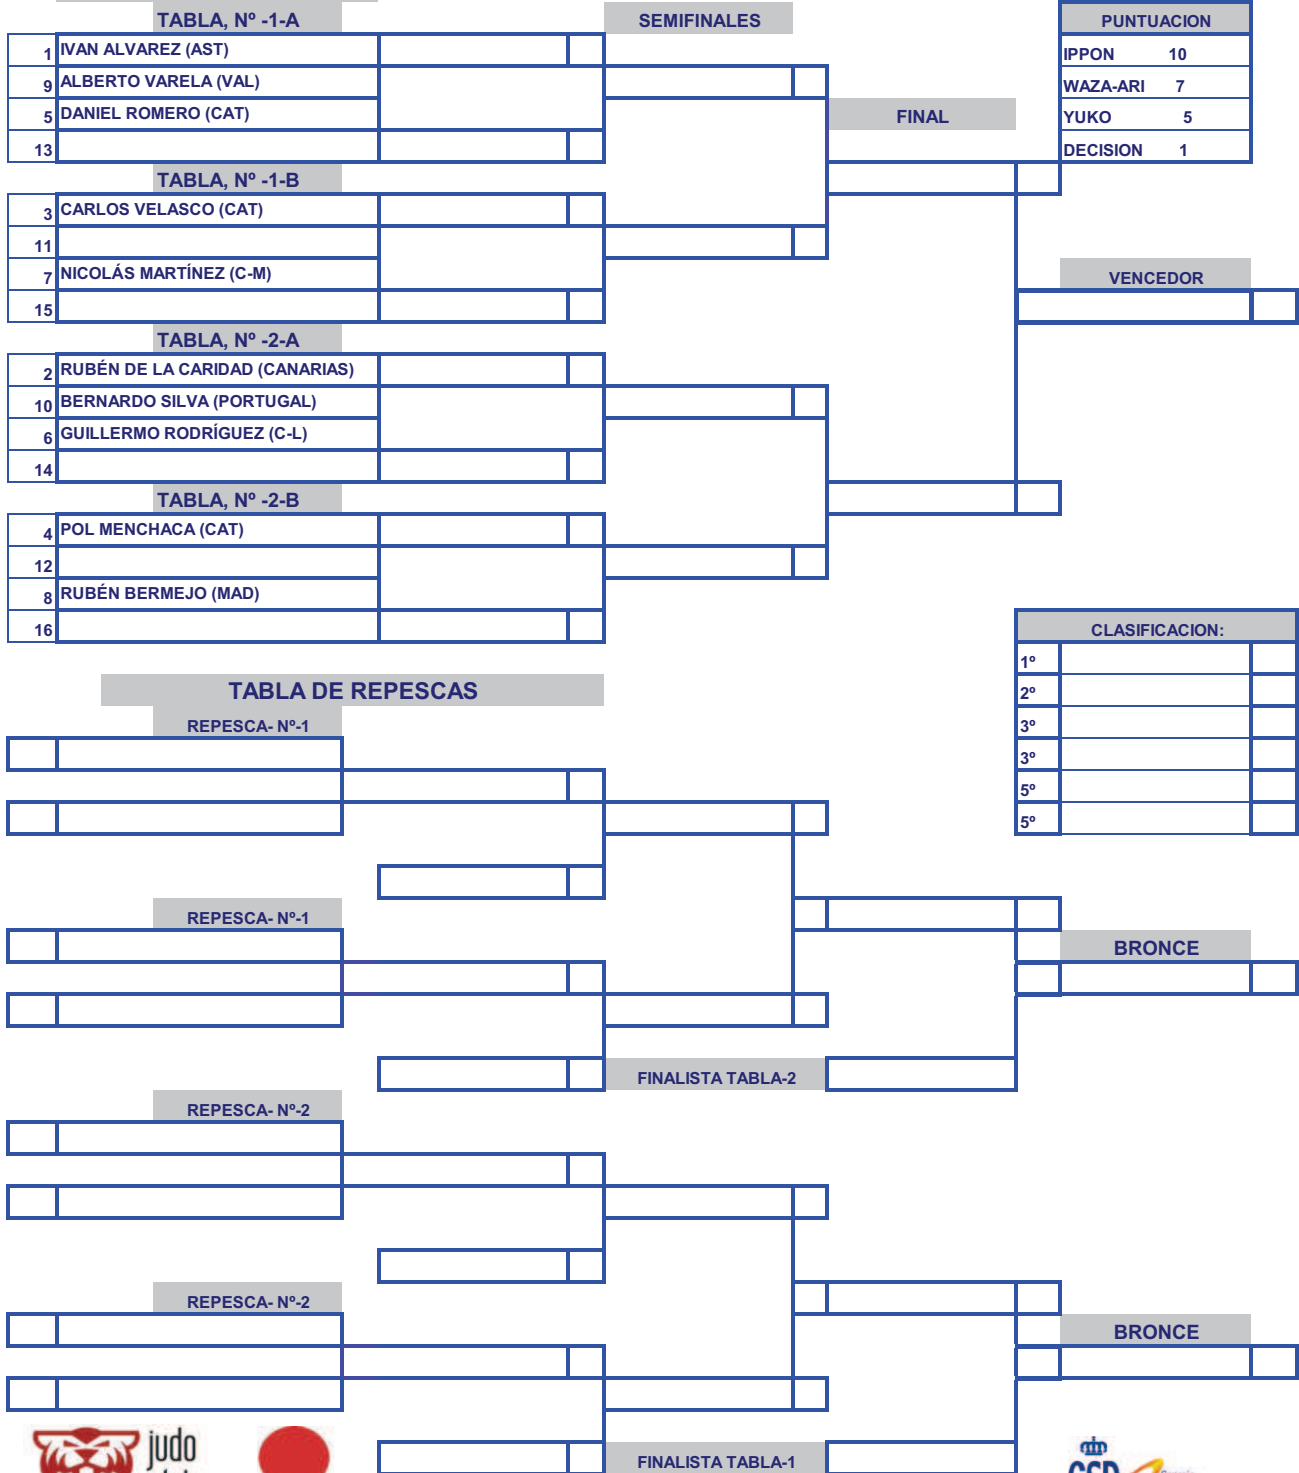 TABLA, Nº -1-A
SEMIFINALES
PUNTUACION
1 IVAN ALVAREZ (AST)
IPPON 10
9 ALBERTO VARELA (VAL)
WAZA-ARI 7
5 DANIEL ROMERO (CAT)
FINAL
YUKO 5
13
DECISION 1
TABLA, Nº -1-B
3 CARLOS VELASCO (CAT)
11
7 NICOLÁS MARTÍNEZ (C-M)
VENCEDOR
15
TABLA, Nº -2-A
2 RUBÉN DE LA CARIDAD (CANARIAS)
10 BERNARDO SILVA (PORTUGAL)
6 GUILLERMO RODRÍGUEZ (C-L)
14
TABLA, Nº -2-B
4 POL MENCHACA (CAT)
12
8 RUBÉN BERMEJO (MAD)
16
CLASIFICACION:
1º
2º
3º
3º
5º
5º
TABLA DE REPESCAS
REPESCA- Nº-1
REPESCA- Nº-1
BRONCE
FINALISTA TABLA-2
REPESCA- Nº-2
REPESCA- Nº-2
BRONCE
FINALISTA TABLA-1
judo